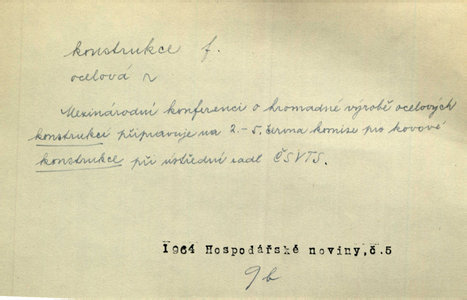 konstrukce f.
ocelová
Mezinárodní konferenci o hromadné výrobě ocelových
konstrukcí připravuje na 2.-5. června komise pro kovové
konstrukce při ústřední radě ČSVTS.
1964 Hospodářské noviny,č.5
9b